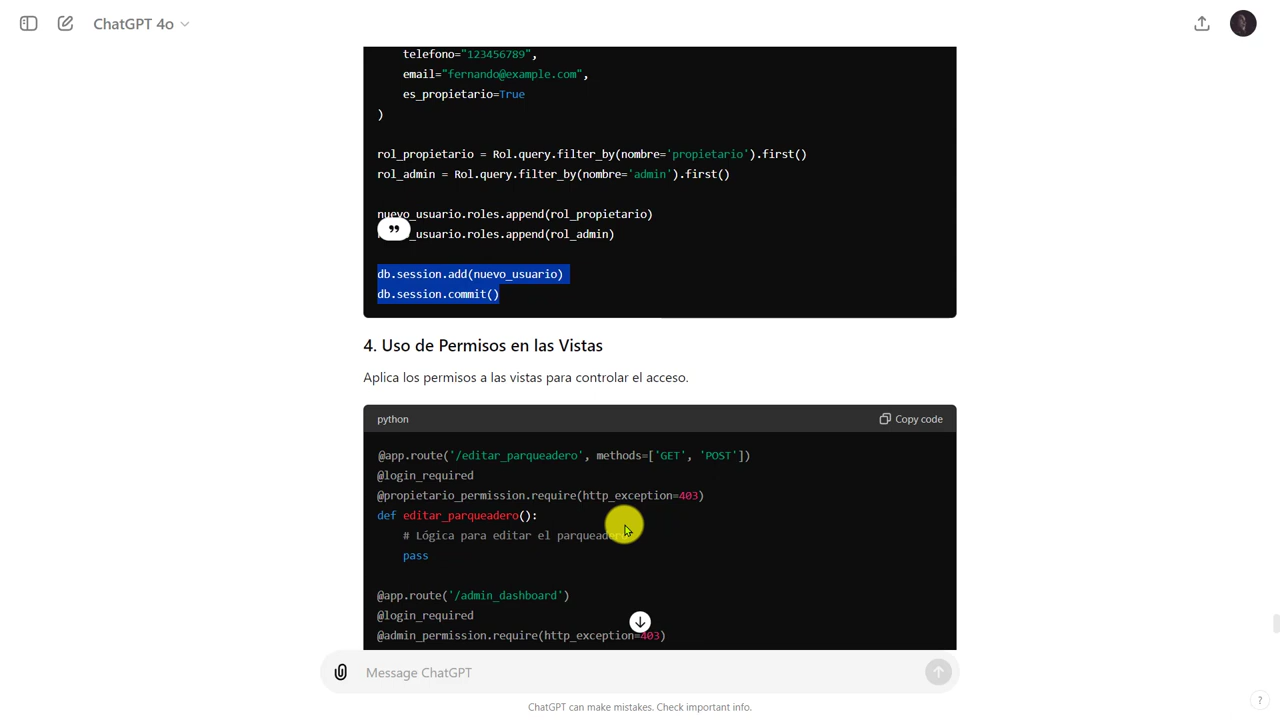 ChatGPT 4o
telefono="123456789",
email="fernando@example.com",
es_propietario=True
)
rol_propietario = Rol.query.filter_by(nombre='propietario').first()
rol_admin = Rol.query.filter_by(nombre='admin').first()
nuevo_usuario.roles.append(rol_propietario)
_usuario.roles.append(rol_admin)
db.session.add(nuevo_usuario)
db.session.commit()
4. Uso de Permisos en las Vistas
Aplica los permisos a las vistas para controlar el acceso.
python
Copy code
@app.route('/editar_parqueadero', methods=['GET', 'POST'])
@login_required
@propietario_permission.require(http_exception=403)
def editar_parqueadero():
# Lógica para editar el parqueadero
pass
@app.route('/admin_dashboard')
@login_required
@admin_permission.require(http_exception=403)
Message ChatGPT
ChatGPT can make mistakes. Check important info.
?